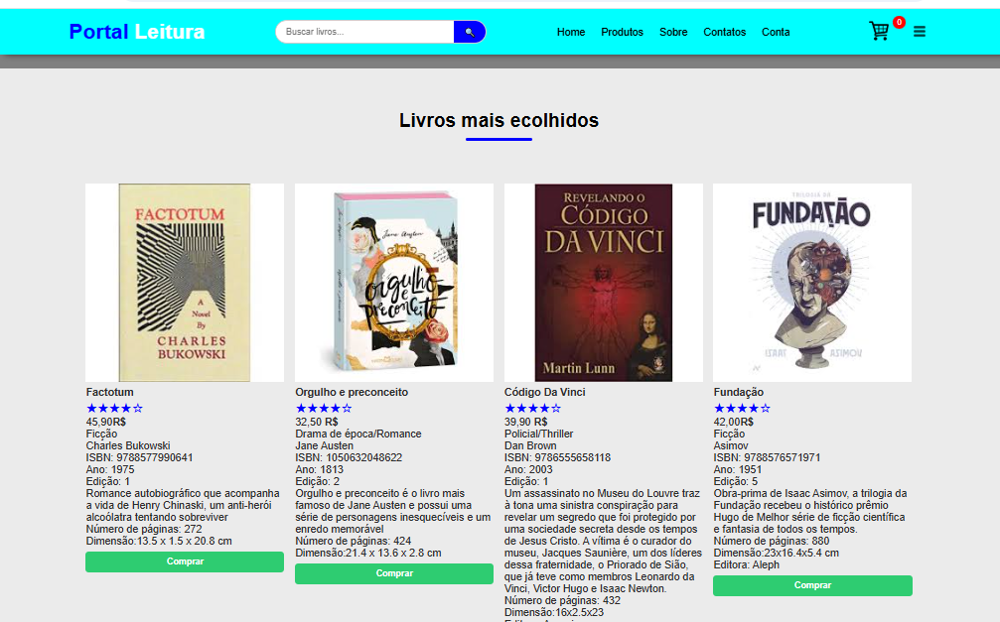 Portal Leitura
Buscar livros...
Home
Produtos
Sobre
Contatos
Conta
0
Livros mais ecolhidos
FACTOTUM
A
Novel
By
CHARLES
BUKOWSKI
Jane Austen
orgulho
e
preconceito
REVELANDO O
CÓDIGO
DA VINCI
Martin Lunn
TRILOGIA DA
FUNDAÇÃO
ISAAC ASIMOV
Factotum
★★★★☆
45,90R$
Ficção
Charles Bukowski
ISBN: 9788577990641
Ano: 1975
Edição: 1
Romance autobiográfico que acompanha
a vida de Henry Chinaski, um anti-herói
alcoólatra tentando sobreviver
Número de páginas: 272
Dimensão:13.5 x 1.5 x 20.8 cm
Comprar
Orgulho e preconceito
★★★★☆
32,50 R$
Drama de época/Romance
Jane Austen
ISBN: 1050632048622
Ano: 1813
Edição: 2
Orgulho e preconceito é o livro mais
famoso de Jane Austen e possui uma
série de personagens inesquecíveis e um
enredo memorável
Número de páginas: 424
Dimensão:21.4 x 13.6 x 2.8 cm
Comprar
Código Da Vinci
★★★★☆
39,90 R$
Policial/Thriller
Dan Brown
ISBN: 9786555658118
Ano: 2003
Edição: 1
Um assassinato no Museu do Louvre traz
à tona uma sinistra conspiração para
revelar um segredo que foi protegido por
uma sociedade secreta desde os tempos
de Jesus Cristo. A vítima é o curador do
museu, Jacques Saunière, um dos líderes
dessa fraternidade, o Priorado de Sião,
que já teve como membros Leonardo da
Vinci, Victor Hugo e Isaac Newton.
Número de páginas: 432
Dimensão:16x2.5x23
Fundação
★★★★☆
42,00R$
Ficção
Asimov
ISBN: 9788576571971
Ano: 1951
Edição: 5
Obra-prima de Isaac Asimov, a trilogia da
Fundação recebeu o histórico prêmio
Hugo de Melhor série de ficção científica
e fantasia de todos os tempos.
Número de páginas: 880
Dimensão:23x16.4x5.4 cm
Editora: Aleph
Comprar